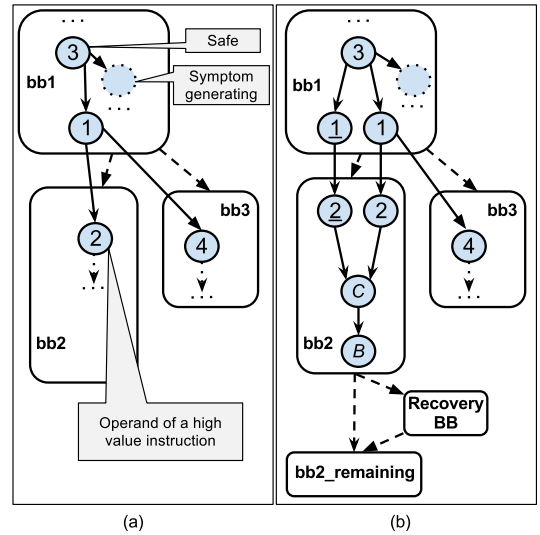 ...
3
Safe
bb1
Symptom
generating
...
1
2
...
bb2
bb3
4
...
Operand of a high
value instruction
(a)
...
3
bb1
...
1
1
2
2
bb3
4
...
C
bb2
B
Recovery
BB
bb2_remaining
(b)